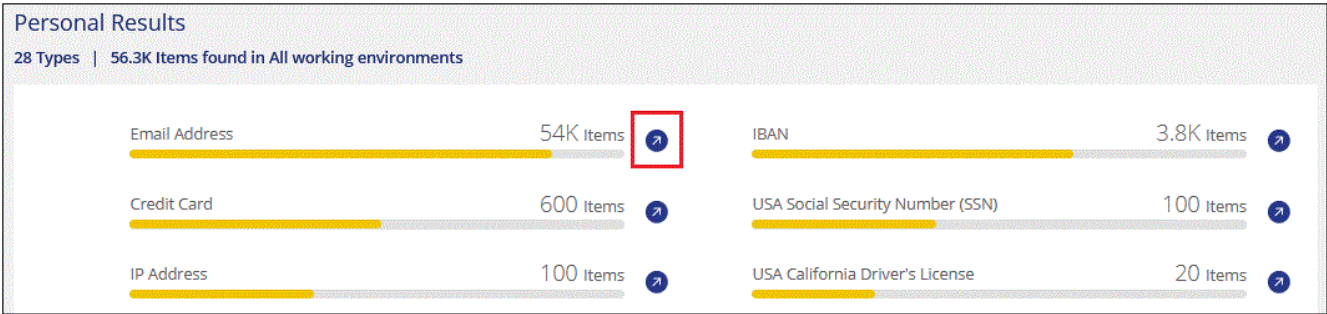 Personal Results
28 Types | 56.3K Items found in All working environments
Email Address 54K Items IBAN 3.8K Items
Credit Card 600 Items USA Social Security Number (SSN) 100 Items
IP Address 100 Items USA California Driver's License 20 Items